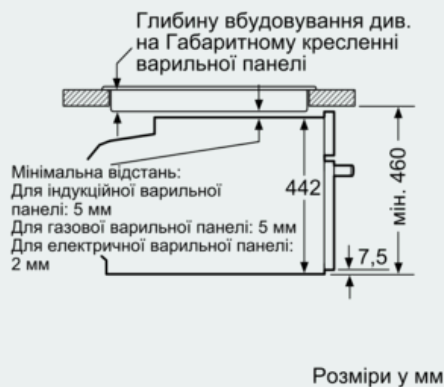 Глибину вбудовування див.
на Габаритному кресленні
варильної панелі
Мінімальна відстань:
Для індукційної варильної
панелі: 5 мм
Для газової варильної панелі: 5 мм
Для електричної варильної панелі:
2 мм
442
мін. 460
7,5
Розміри у мм